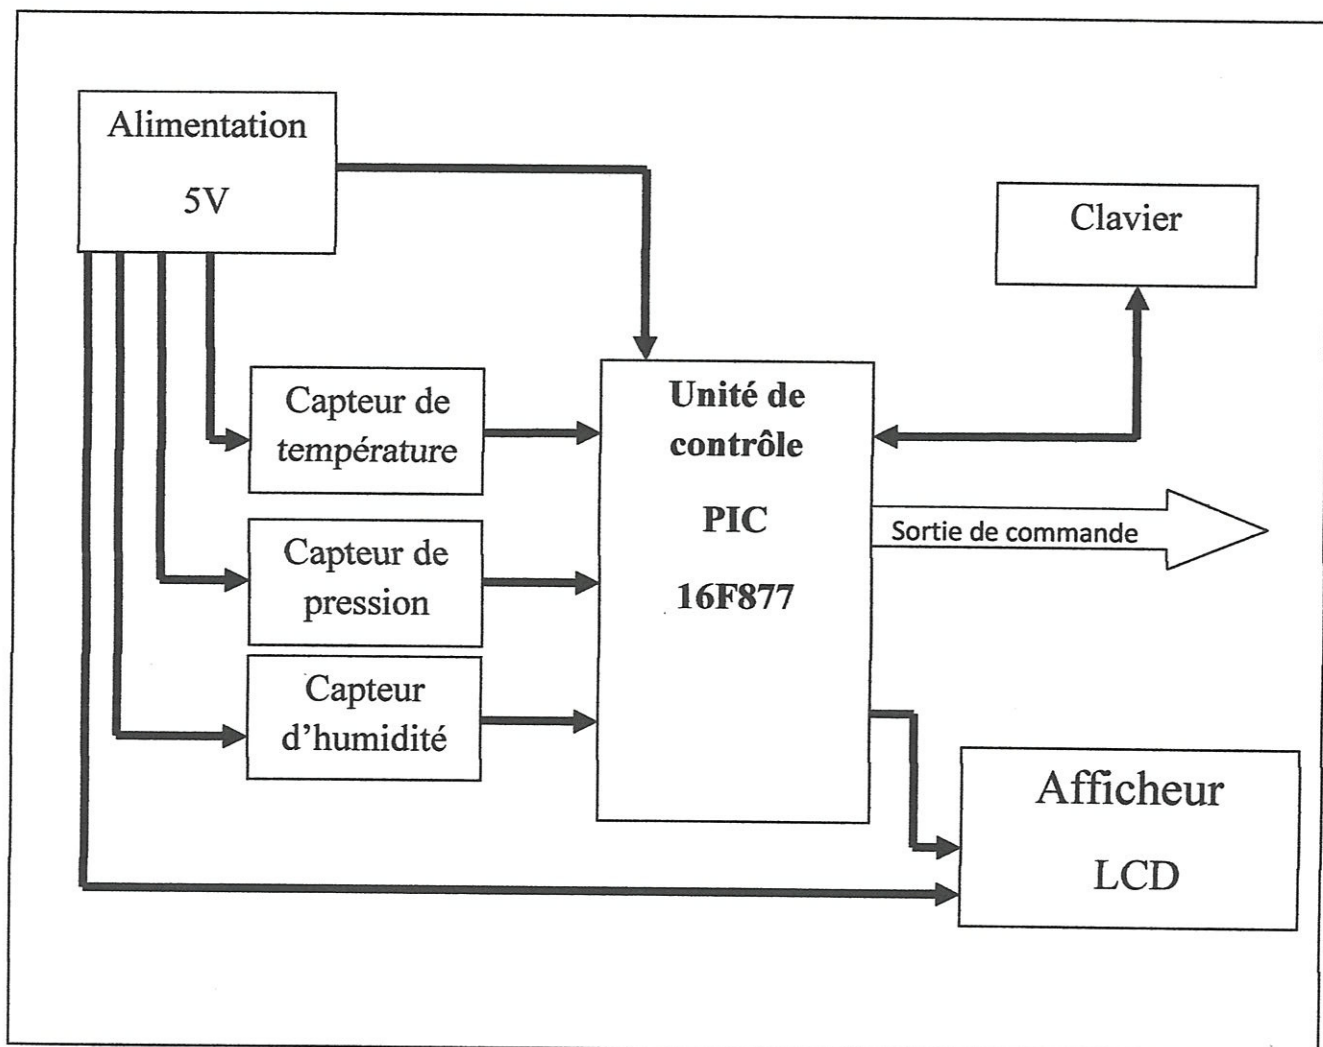 Alimentation
5V
Clavier
Capteur de
température
Unité de
contrôle
PIC
16F877
Sortie de commande
Capteur de
pression
Capteur
d’humidité
Afficheur
LCD